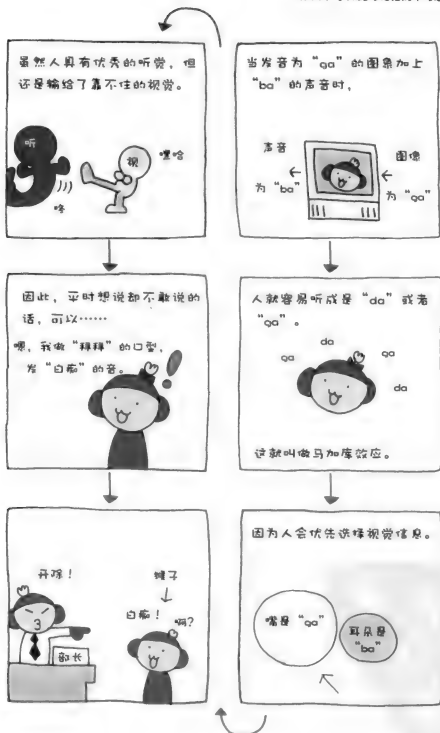 当发音为“ga”的图象加上
“ba”的声音时，
声音
为“ba”
图像
为“ga”
人就容易听成是“da”或者
“ga”。
da
ga
ga
da
这就叫做马加库效应。
因为人会优先选择视觉信息。
嘴是“ga”
耳朵是
“ba”
虽然人具有优秀的听觉，但
还是输给了靠不住的视觉。
听
视
嘿哈
咚
因此，平时想说却不敢说的
话，可以……
嗯，我做“拜拜”的口型，
发“白痴”的音。
开除！
部长
辫子
白痴！
啊？